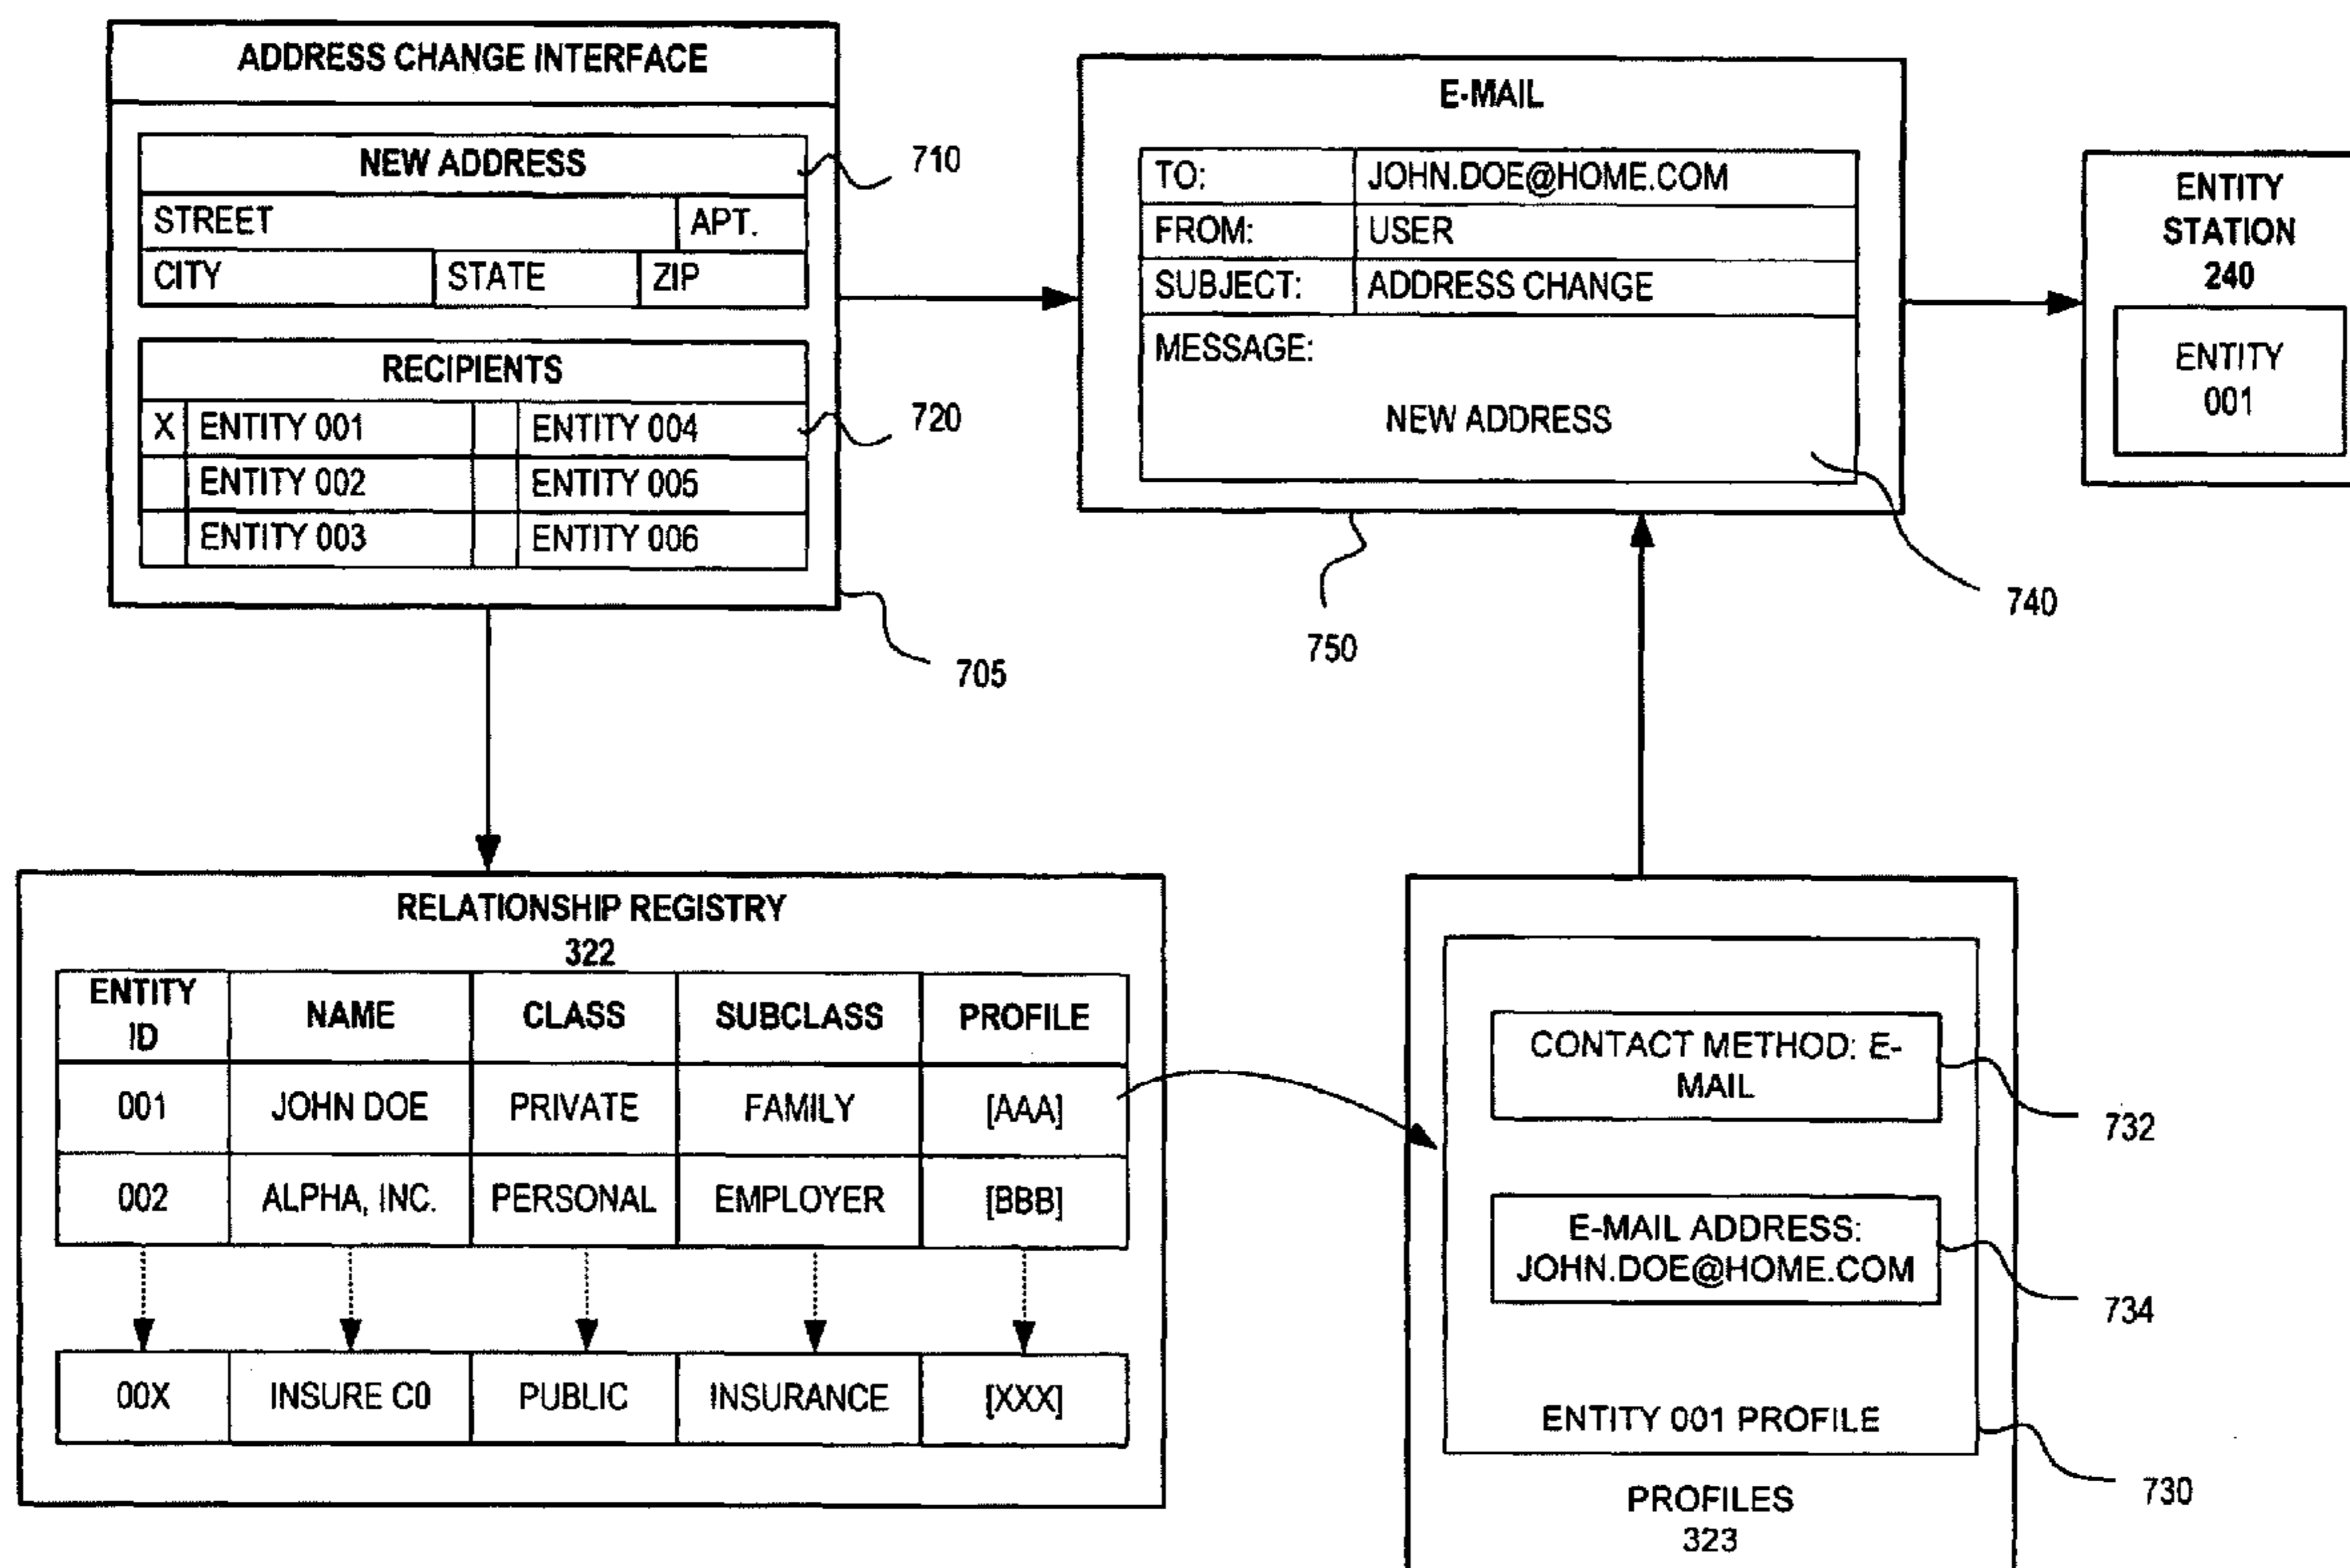 ADDRESS CHANGE INTERFACE
NEW ADDRESS
STREET APT.
CITY STATE ZIP
710
RECIPIENTS
X ENTITY 001 ENTITY 004
ENTITY 002 ENTITY 005
ENTITY 003 ENTITY 006
720
705
E-MAIL
TO: JOHN.DOE@HOME.COM
FROM: USER
SUBJECT: ADDRESS CHANGE
MESSAGE:
NEW ADDRESS
740
750
ENTITY
STATION
240
ENTITY
001
RELATIONSHIP REGISTRY
322
ENTITY
ID NAME CLASS SUBCLASS PROFILE
001 JOHN DOE PRIVATE FAMILY [AAA]
002 ALPHA, INC. PERSONAL EMPLOYER [BBB]
00X INSURE C0 PUBLIC INSURANCE [XXX]
CONTACT METHOD: E-
MAIL
732
E-MAIL ADDRESS:
JOHN.DOE@HOME.COM
734
ENTITY 001 PROFILE
730
PROFILES
323